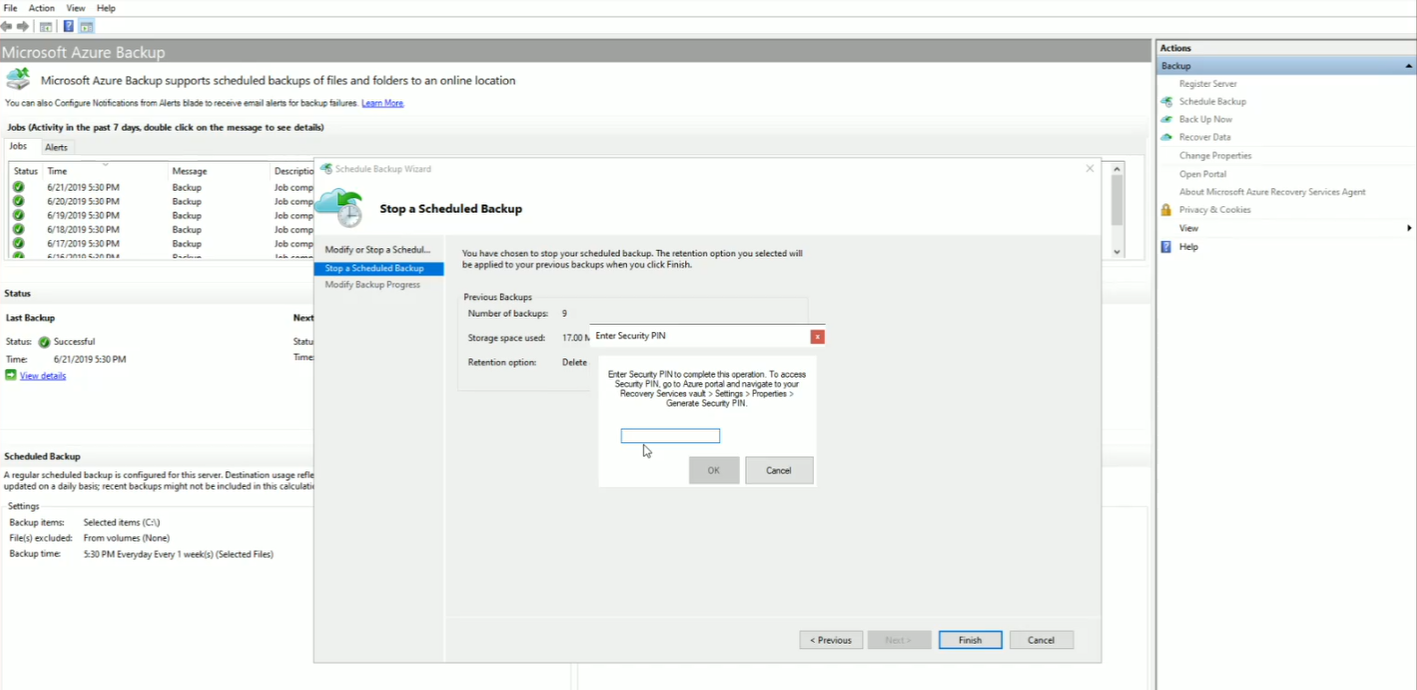 File Action View Help
Microsoft Azure Backup
Microsoft Azure Backup supports scheduled backups of files and folders to an online location
You can also Configure Notifications from Alerts blade to receive email alerts for backup failures. Learn More.
Jobs (Activity in the past 7 days, double click on the message to see details)
Jobs Alerts
Status Time Message Descriptio
6/21/2019 5:30 PM Backup Job comp
6/20/2019 5:30 PM Backup Job comp
6/19/2019 5:30 PM Backup Job comp
6/18/2019 5:30 PM Backup Job comp
6/17/2019 5:30 PM Backup Job comp
6/16/2019 5:30 PM Backup Job comp
Status
Last Backup Next
Status: Successful Statu
Time: 6/21/2019 5:30 PM Time:
View details
Scheduled Backup
A regular scheduled backup is configured for this server. Destination usage refle
updated on a daily basis; recent backups might not be included in this calculati
Settings
Backup items: Selected items (C:\)
File(s) excluded: From volumes (None)
Backup time: 5:30 PM Everyday Every 1 week(s) (Selected Files)
Schedule Backup Wizard
Stop a Scheduled Backup
Modify or Stop a Schedul...
Stop a Scheduled Backup
Modify Backup Progress
You have chosen to stop your scheduled backup. The retention option you selected will
be applied to your previous backups when you click Finish.
Previous Backups
Number of backups: 9
Storage space used: 17.00 M
Retention option: Delete
Enter Security PIN
x
Enter Security PIN to complete this operation. To access
Security PIN, go to Azure portal and navigate to your
Recovery Services vault > Settings > Properties >
Generate Security PIN.
OK Cancel
< Previous Next > Finish Cancel
Actions
Backup
Register Server
Schedule Backup
Back Up Now
Recover Data
Change Properties
Open Portal
About Microsoft Azure Recovery Services Agent
Privacy & Cookies
View
Help